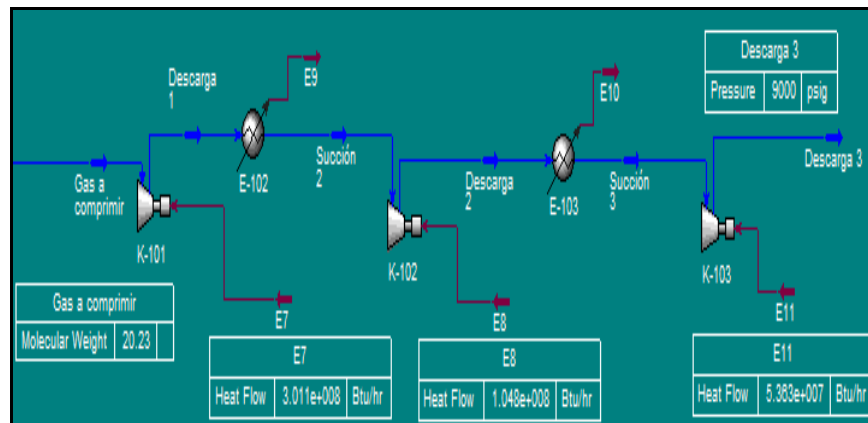 Descarga 3
Pressure 9000 psig
Descarga
1
E9
E10
E-102
Succión
2
Gas a
comprimir
K-101
Descarga
2
E-103
Succión
3
Descarga 3
K-102
K-103
E7
E8
E11
Gas a comprimir
Molecular Weight 20.23
E7
Heat Flow 3.011e+008 Btu/hr
E8
Heat Flow 1.048e+008 Btu/hr
E11
Heat Flow 5.363e+007 Btu/hr